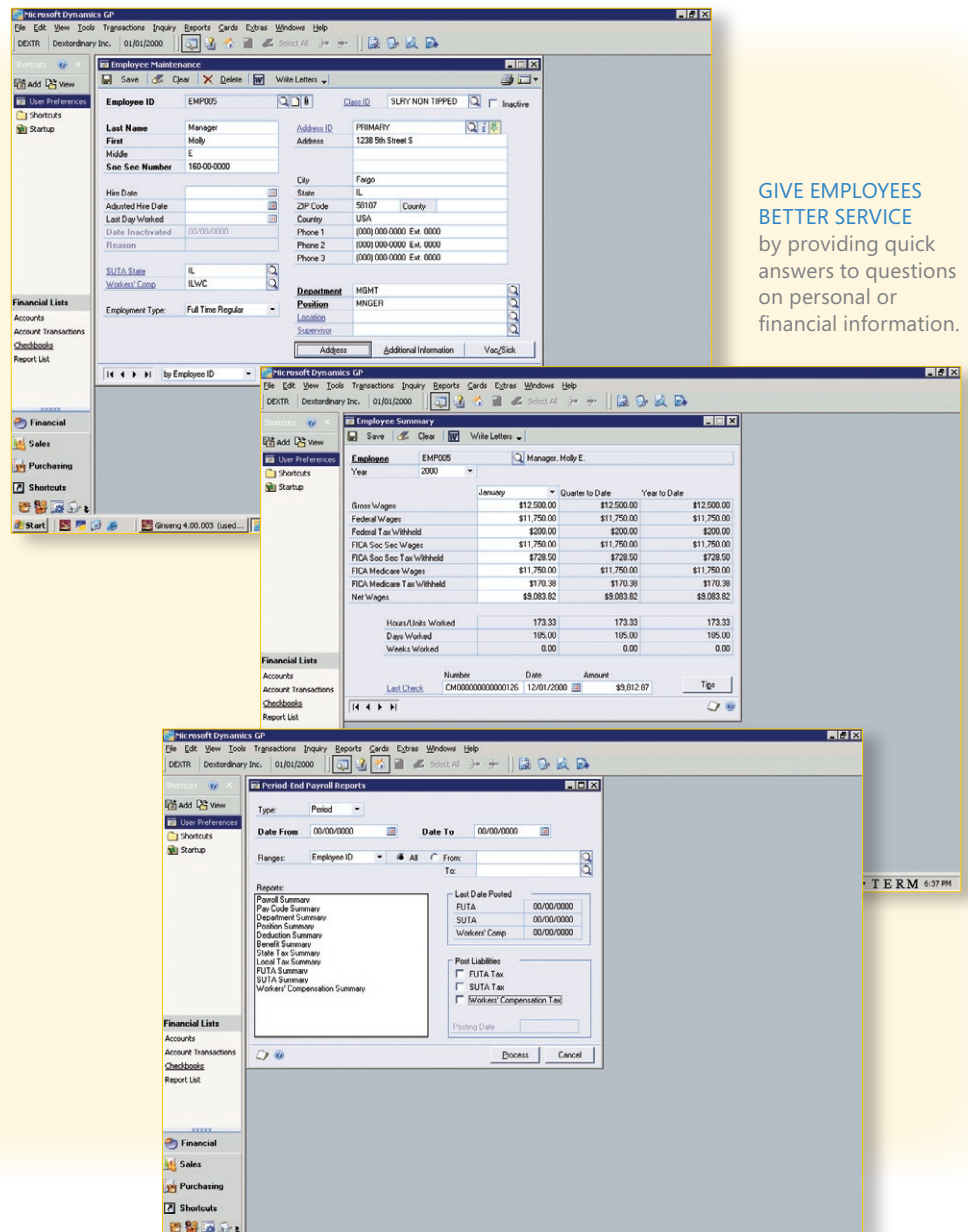 Microsoft Dynamics GP
File Edit View Tools Transactions Inquiry Reports Cards Extras Windows Help
DEXTR Dextordinary Inc. 01/01/2000 Select All
Shortcuts
Add View
User Preferences
Shortcuts
Startup
Financial Lists
Accounts
Account Transactions
Checkbooks
Report List
Financial
Sales
Purchasing
Shortcuts
Start Ginseng 4.00.003 (used...
Employee Maintenance
Save Clear Delete Write Letters
Employee ID EMP005 Class ID SLRY NON TIPPED Inactive
Last Name Manager Address ID PRIMARY
First Molly Address 1238 5th Street S
Middle E
Soc Sec Number 160-00-0000
City Fargo
Hire Date State IL
Adjusted Hire Date ZIP Code 58107 County
Last Day Worked Country USA
Date Inactivated 00/00/0000 Phone 1 (000) 000-0000 Ext. 0000
Reason Phone 2 (000) 000-0000 Ext. 0000
Phone 3 (000) 000-0000 Ext. 0000
SUTA State IL
Workers' Comp ILWC
Department MGMT
Position MNGER
Employment Type: Full Time Regular Location
Supervisor
Address Additional Information Vac/Sick
by Employee ID
GIVE EMPLOYEES
BETTER SERVICE
by providing quick
answers to questions
on personal or
financial information.
Microsoft Dynamics GP
File Edit View Tools Transactions Inquiry Reports Cards Extras Windows Help
DEXTR Dextordinary Inc. 01/01/2000 Select All
Shortcuts
Add View
User Preferences
Shortcuts
Startup
Financial Lists
Accounts
Account Transactions
Checkbooks
Report List
Employee Summary
Save Clear Write Letters
Employee EMP005 Manager, Molly E.
Year 2000
January Quarter to Date Year to Date
Gross Wages $12,500.00 $12,500.00 $12,500.00
Federal Wages $11,750.00 $11,750.00 $11,750.00
Federal Tax Withheld $200.00 $200.00 $200.00
FICA Soc Sec Wages $11,750.00 $11,750.00 $11,750.00
FICA Soc Sec Tax Withheld $728.50 $728.50 $728.50
FICA Medicare Wages $11,750.00 $11,750.00 $11,750.00
FICA Medicare Tax Withheld $170.38 $170.38 $170.38
Net Wages $9,083.82 $9,083.82 $9,083.82
Hours/Units Worked 173.33 173.33 173.33
Days Worked 185.00 185.00 185.00
Weeks Worked 0.00 0.00 0.00
Number Date Amount
Last Check CM000000000000126 12/01/2000 $9,812.87 Tips
TERM 6:37 PM
Microsoft Dynamics GP
File Edit View Tools Transactions Inquiry Reports Cards Extras Windows Help
DEXTR Dextordinary Inc. 01/01/2000 Select All
Shortcuts
Add View
User Preferences
Shortcuts
Startup
Financial Lists
Accounts
Account Transactions
Checkbooks
Report List
Financial
Sales
Purchasing
Shortcuts
Period-End Payroll Reports
Type: Period
Date From 00/00/0000 Date To 00/00/0000
Ranges: Employee ID All From:
To:
Reports:
Payroll Summary
Pay Code Summary
Department Summary
Position Summary
Deduction Summary
Benefit Summary
State Tax Summary
Local Tax Summary
FUTA Summary
SUTA Summary
Workers' Compensation Summary
Last Date Posted
FUTA 00/00/0000
SUTA 00/00/0000
Workers' Comp 00/00/0000
Post Liabilities
FUTA Tax
SUTA Tax
Workers' Compensation Tax
Posting Date
Process Cancel